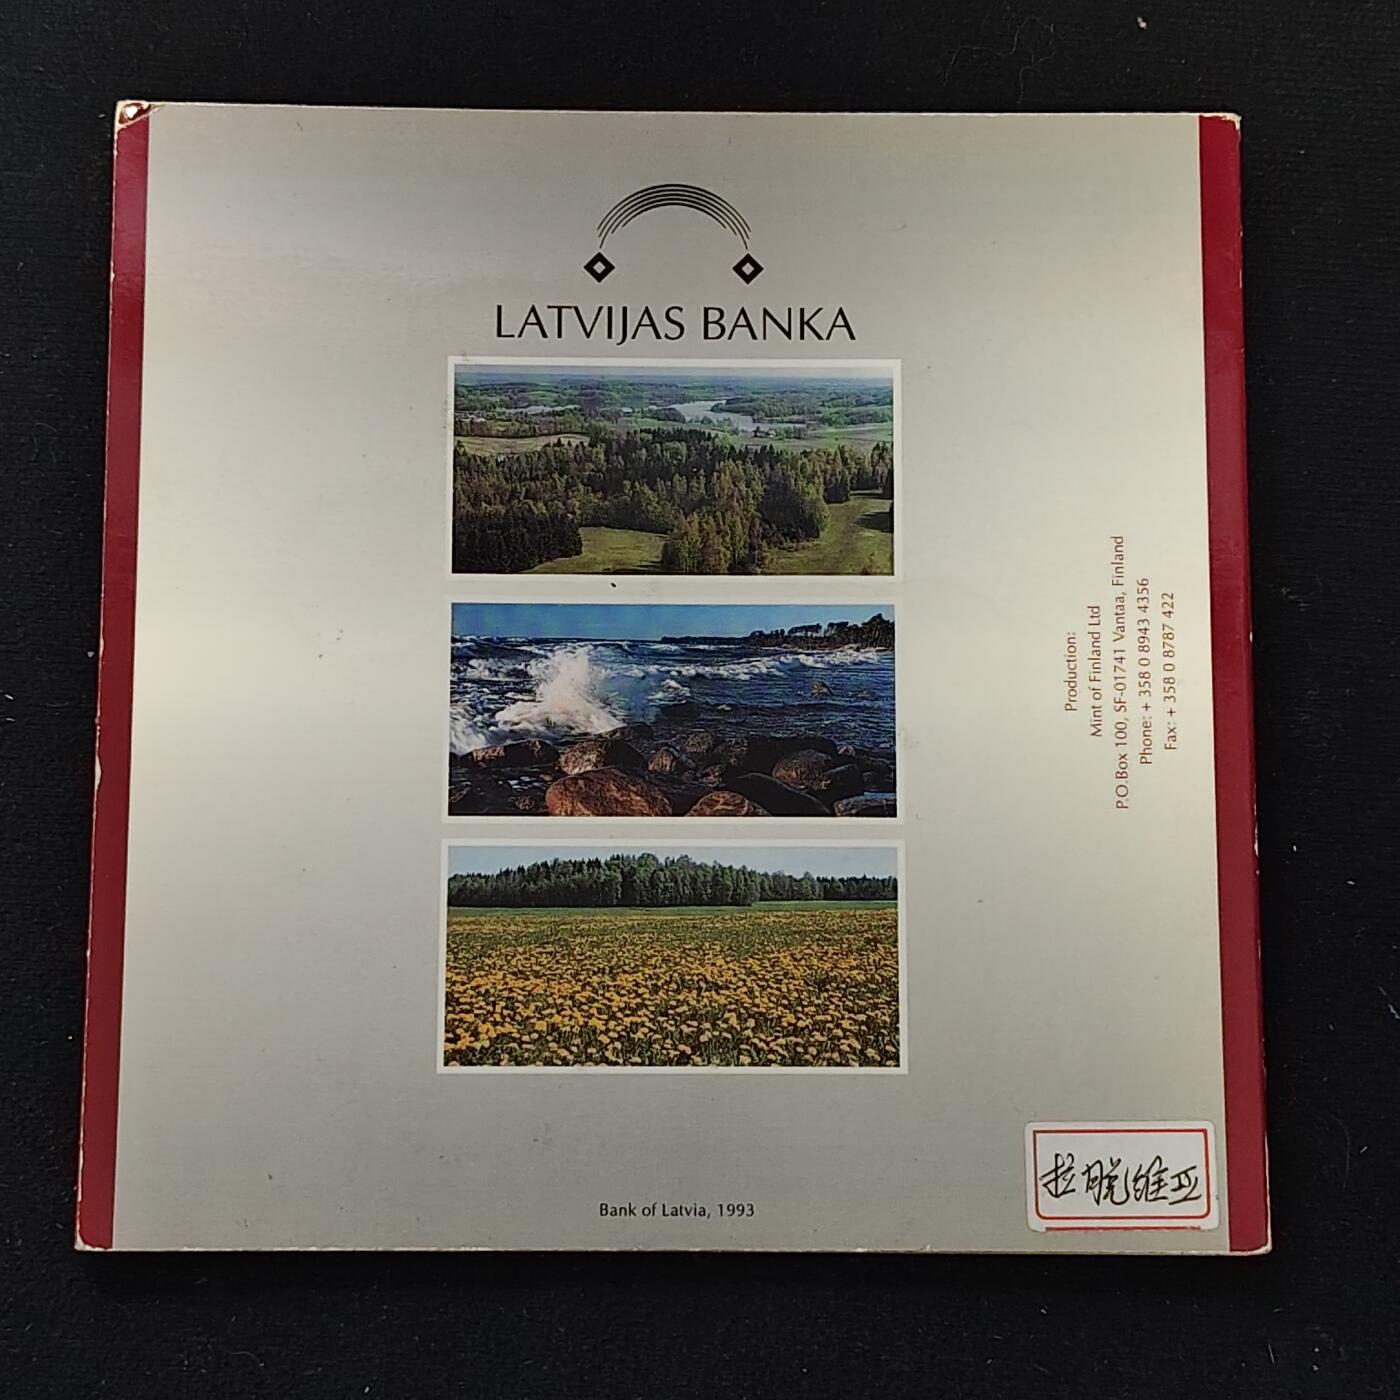 LATVIJAS BANKA
Production:
Mint of Finland Ltd
P.O.Box 100, SF-01741 Vantaa, Finland
Phone: + 358 0 8943 4356
Fax: + 358 0 8787 422
Bank of Latvia, 1993
拉脱维亚